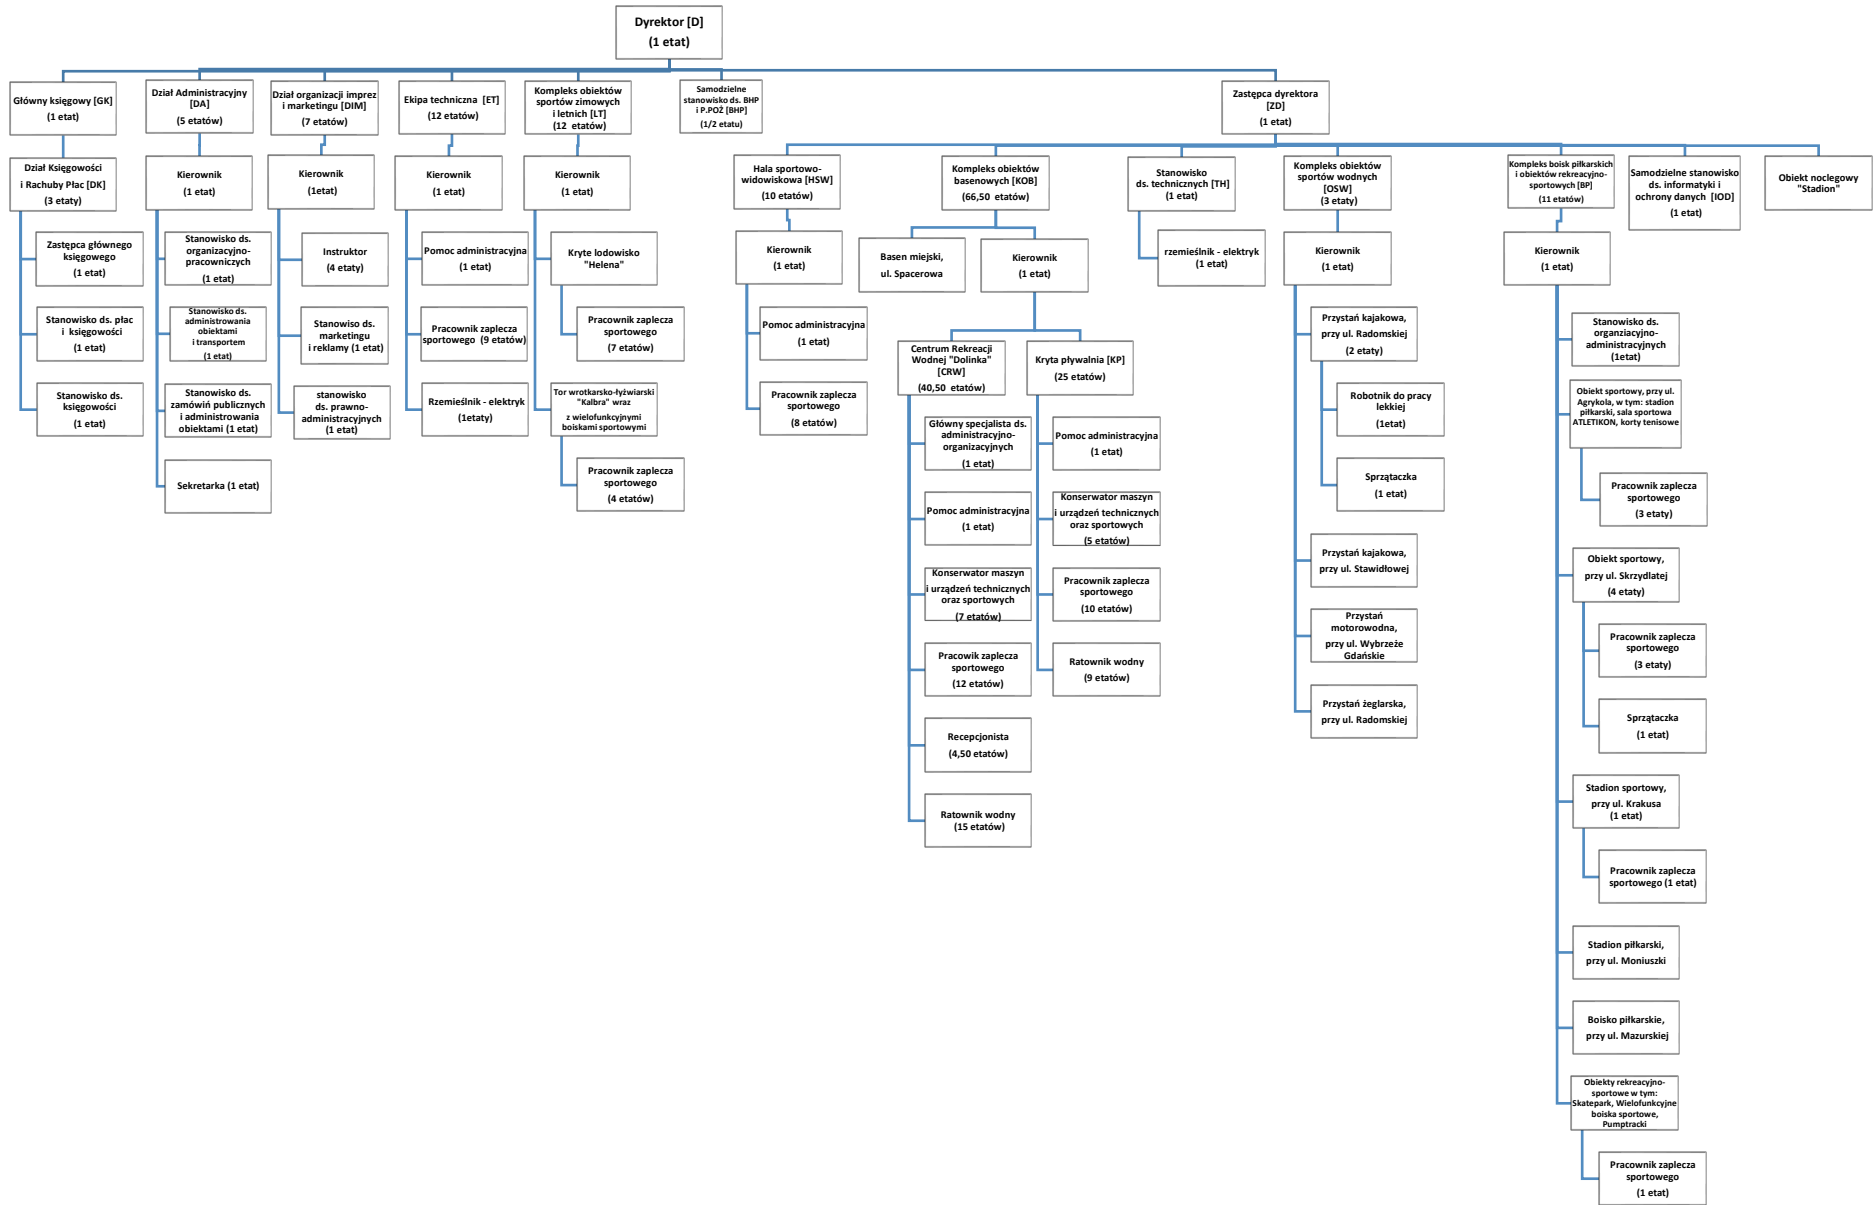 Dyrektor [D]
(1 etat)
Główny księgowy [GK]
(1 etat)
Dział Administracyjny
[DA]
(5 etatów)
Dział organizacji imprez
i marketingu [DIM]
(7 etatów)
Ekipa techniczna [ET]
(12 etatów)
Kompleks obiektów
sportów zimowych
i letnich [LT]
(12 etatów)
Samodzielne
stanowisko ds. BHP
i P.POŻ [BHP]
(1/2 etatu)
Zastępca dyrektora
[ZD]
(1 etat)
Dział Księgowości
i Rachuby Płac [DK]
(3 etaty)
Zastępca głównego
księgowego
(1 etat)
Stanowisko ds. płac
i księgowości
(1 etat)
Stanowisko ds.
księgowości
(1 etat)
Kierownik
(1 etat)
Stanowisko ds.
organizacyjno-
pracowniczych
(1 etat)
Stanowisko ds.
administrowania
obiektami
i transportem
(1 etat)
Stanowisko ds.
zamówień publicznych
i administrowania
obiektami (1 etat)
Sekretarka (1 etat)
Kierownik
(1etat)
Instruktor
(4 etaty)
Stanowiso ds.
marketingu
i reklamy (1 etat)
stanowisko
ds. prawno-
administracyjnych
(1 etat)
Kierownik
(1 etat)
Pomoc administracyjna
(1 etat)
Pracownik zaplecza
sportowego (9 etatów)
Rzemieślnik - elektryk
(1etaty)
Kierownik
(1 etat)
Kryte lodowisko
"Helena"
Pracownik zaplecza
sportowego
(7 etatów)
Tor wrotkarsko-łyżwiarski
"Kalbra" wraz
z wielofunkcyjnymi
boiskami sportowymi
Pracownik zaplecza
sportowego
(4 etatów)
Hala sportowo-
widowiskowa [HSW]
(10 etatów)
Kierownik
(1 etat)
Pomoc administracyjna
(1 etat)
Pracownik zaplecza
sportowego
(8 etatów)
Kompleks obiektów
basenowych [KOB]
(66,50 etatów)
Basen miejski,
ul. Spacerowa
Kierownik
(1 etat)
Centrum Rekreacji
Wodnej "Dolinka"
[CRW]
(40,50 etatów)
Główny specjalista ds.
administracyjno-
organizacyjnych
(1 etat)
Pomoc administracyjna
(1 etat)
Konserwator maszyn
i urządzeń technicznych
oraz sportowych
(7 etatów)
Pracowik zaplecza
sportowego
(12 etatów)
Recepcjonista
(4,50 etatów)
Ratownik wodny
(15 etatów)
Kryta pływalnia [KP]
(25 etatów)
Pomoc administracyjna
(1 etat)
Konserwator maszyn
i urządzeń technicznych
oraz sportowych
(5 etatów)
Pracownik zaplecza
sportowego
(10 etatów)
Ratownik wodny
(9 etatów)
Stanowisko
ds. technicznych [TH]
(1 etat)
rzemieślnik - elektryk
(1 etat)
Kompleks obiektów
sportów wodnych
[OSW]
(3 etaty)
Kierownik
(1 etat)
Przystań kajakowa,
przy ul. Radomskiej
(2 etaty)
Robotnik do pracy
lekkiej
(1etat)
Sprzątaczka
(1 etat)
Przystań kajakowa,
przy ul. Stawidłowej
Przystań
motorowodna,
przy ul. Wybrzeże
Gdańskie
Przystań żeglarska,
przy ul. Radomskiej
Kompleks boisk piłkarskich
i obiektów rekreacyjno-
sportowych [BP]
(11 etatów)
Kierownik
(1 etat)
Stanowisko ds.
organziacyjno-
administracyjnych
(1etat)
Obiekt sportowy, przy ul.
Agrykola, w tym: stadion
piłkarski, sala sportowa
ATLETIKON, korty tenisowe
Pracownik zaplecza
sportowego
(3 etaty)
Obiekt sportowy,
przy ul. Skrzydlatej
(4 etaty)
Pracownik zaplecza
sportowego
(3 etaty)
Sprzątaczka
(1 etat)
Stadion sportowy,
przy ul. Krakusa
(1 etat)
Pracownik zaplecza
sportowego (1 etat)
Stadion piłkarski,
przy ul. Moniuszki
Boisko piłkarskie,
przy ul. Mazurskiej
Obiekty rekreacyjno-
sportowe w tym:
Skatepark, Wielofunkcyjne
boiska sportowe,
Pumptracki
Pracownik zaplecza
sportowego
(1 etat)
Samodzielne stanowisko
ds. informatyki i
ochrony danych [IOD]
(1 etat)
Obiekt noclegowy
"Stadion"